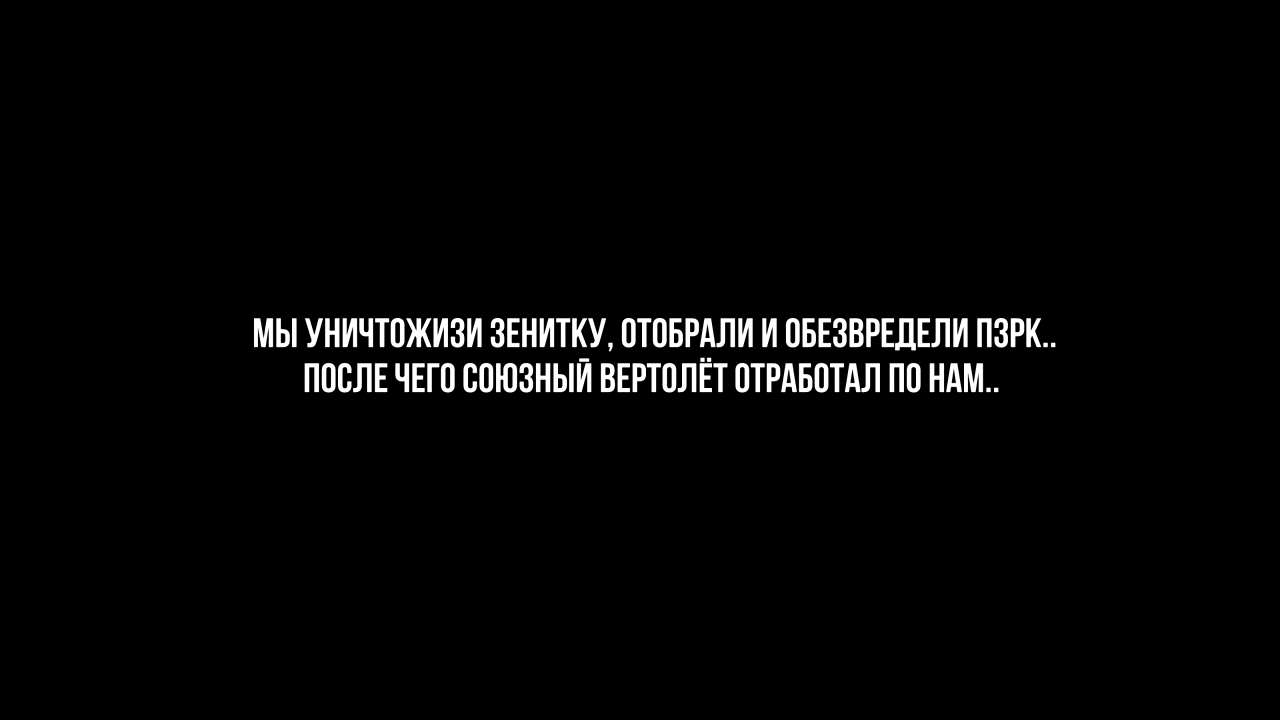 МЫ УНИЧТОЖИЗИ ЗЕНИТКУ, ОТОБРАЛИ И ОБЕЗВРЕДЕЛИ ПЗРК..
ПОСЛЕ ЧЕГО СОЮЗНЫЙ ВЕРТОЛЁТ ОТРАБОТАЛ ПО НАМ..